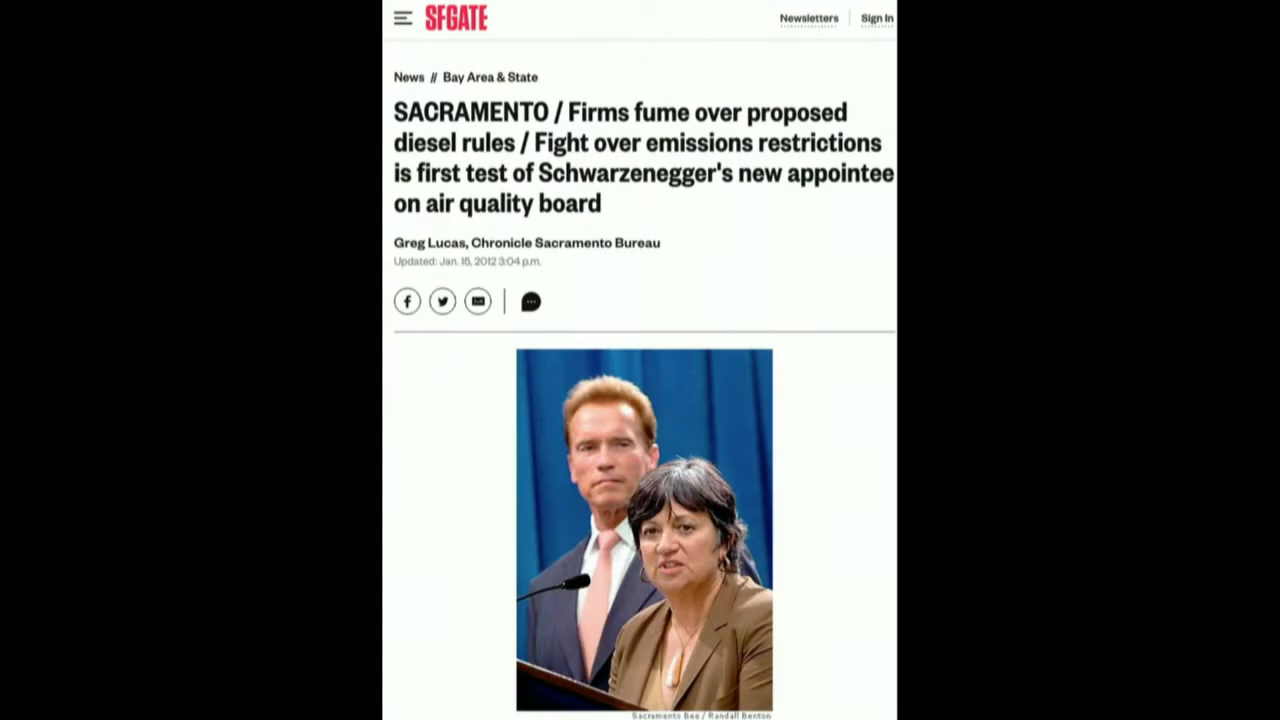 SFGATE
Newsletters
Sign In
News // Bay Area & State
SACRAMENTO / Firms fume over proposed
diesel rules / Fight over emissions restrictions
is first test of Schwarzenegger's new appointee
on air quality board
Greg Lucas, Chronicle Sacramento Bureau
Updated: Jan. 15, 2012 3:04 p.m.
Sacramento Bee / Randall Benton